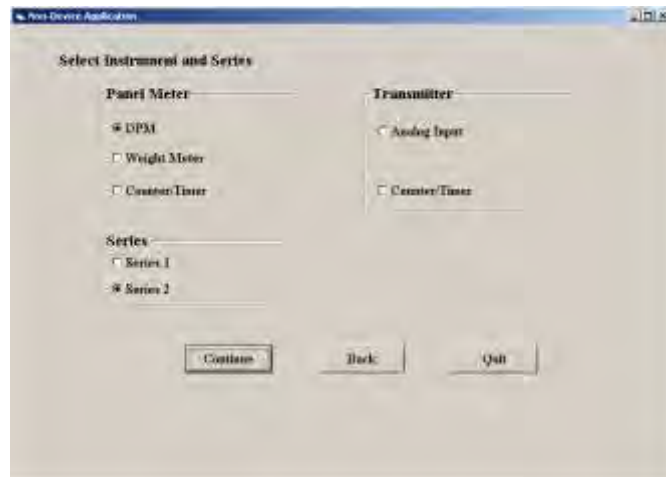 Non-Device Application
Select Instrument and Series
Panel Meter
DPM
Weight Meter
Counter/Timer
Transmitter
Analog Input
Counter/Timer
Series
Series 1
Series 2
Continue
Back
Quit